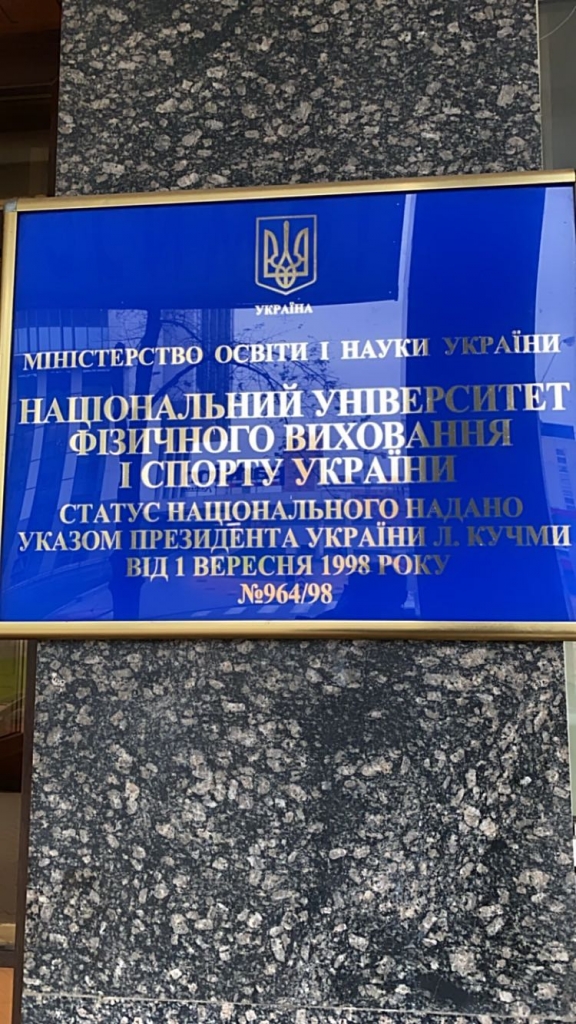 УКРАЇНА
МІНІСТЕРСТВО ОСВІТИ І НАУКИ УКРАЇНИ
НАЦІОНАЛЬНИЙ УНІВЕРСИТЕТ
ФІЗИЧНОГО ВИХОВАННЯ
І СПОРТУ УКРАЇНИ
СТАТУС НАЦІОНАЛЬНОГО НАДАНО
УКАЗОМ ПРЕЗИДЕНТА УКРАЇНИ Л. КУЧМИ
ВІД 1 ВЕРЕСНЯ 1998 РОКУ
№964/98